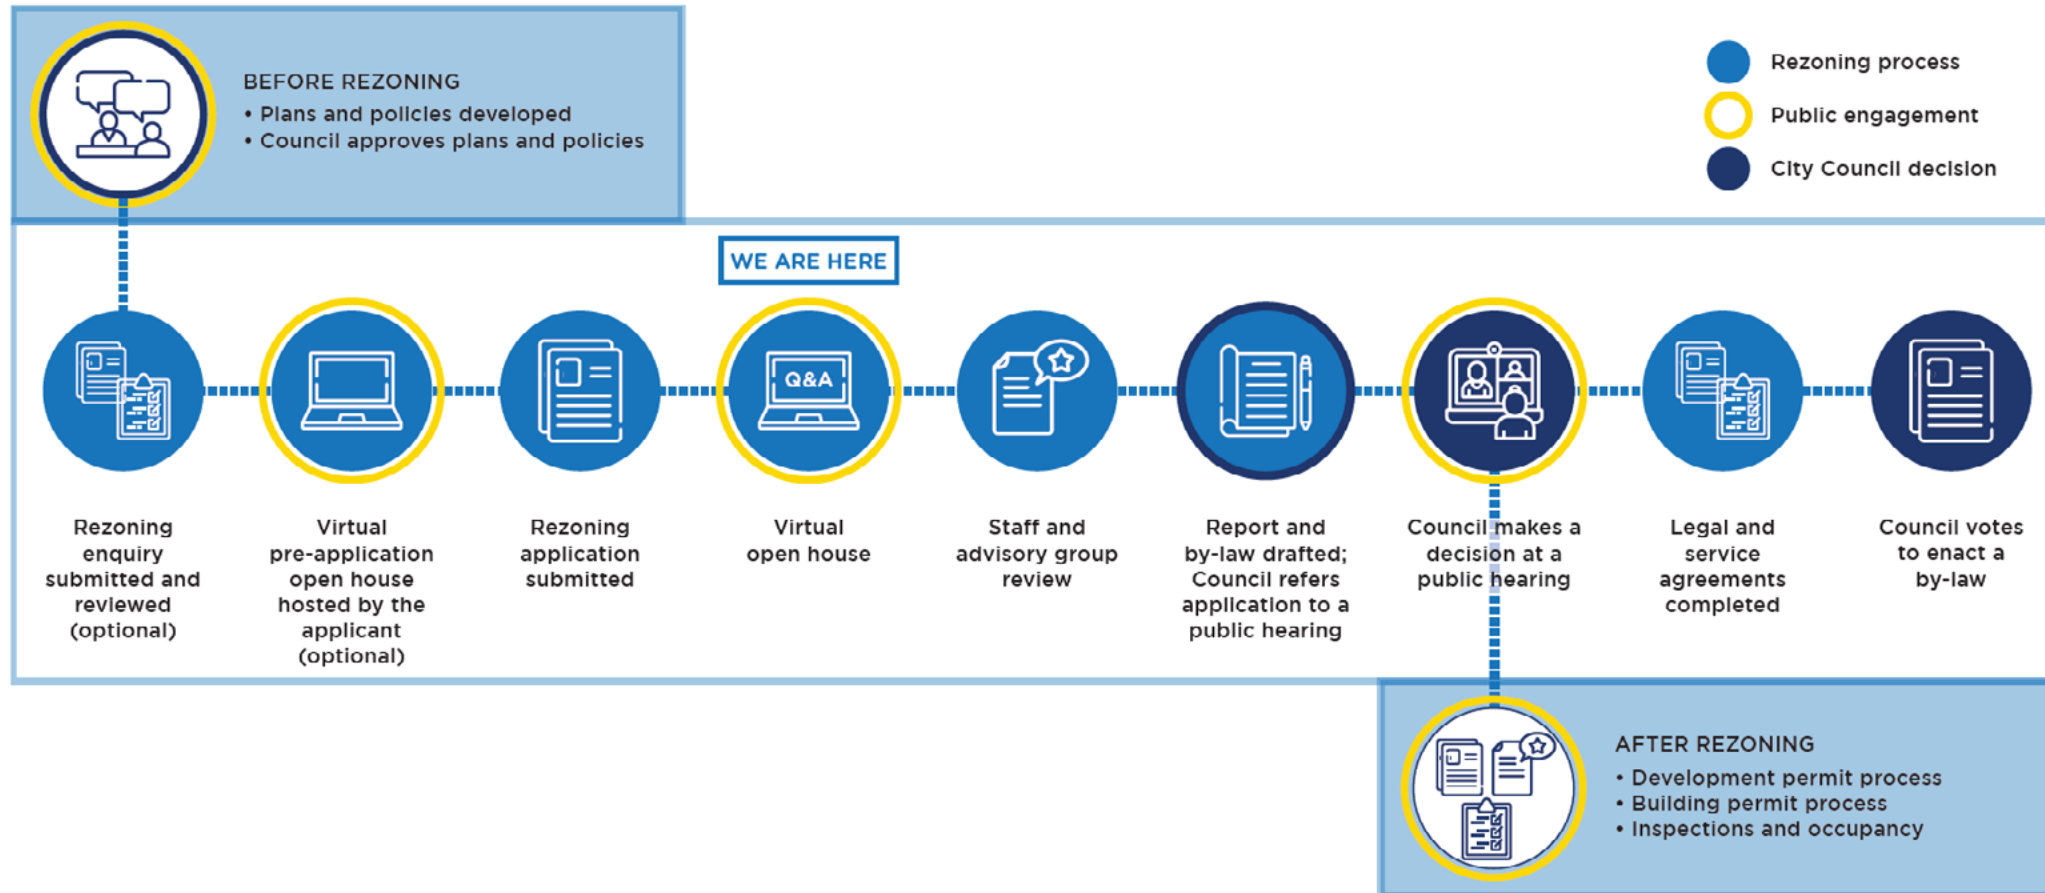 BEFORE REZONING
• Plans and policies developed
• Council approves plans and policies
Rezoning process
Public engagement
City Council decision
WE ARE HERE
Q&A
Rezoning
enquiry
submitted and
reviewed
(optional)
Virtual
pre-application
open house
hosted by the
applicant
(optional)
Rezoning
application
submitted
Virtual
open house
Staff and
advisory group
review
Report and
by-law drafted;
Council refers
application to a
public hearing
Council makes a
decision at a
public hearing
Legal and
service
agreements
completed
Council votes
to enact a
by-law
AFTER REZONING
• Development permit process
• Building permit process
• Inspections and occupancy